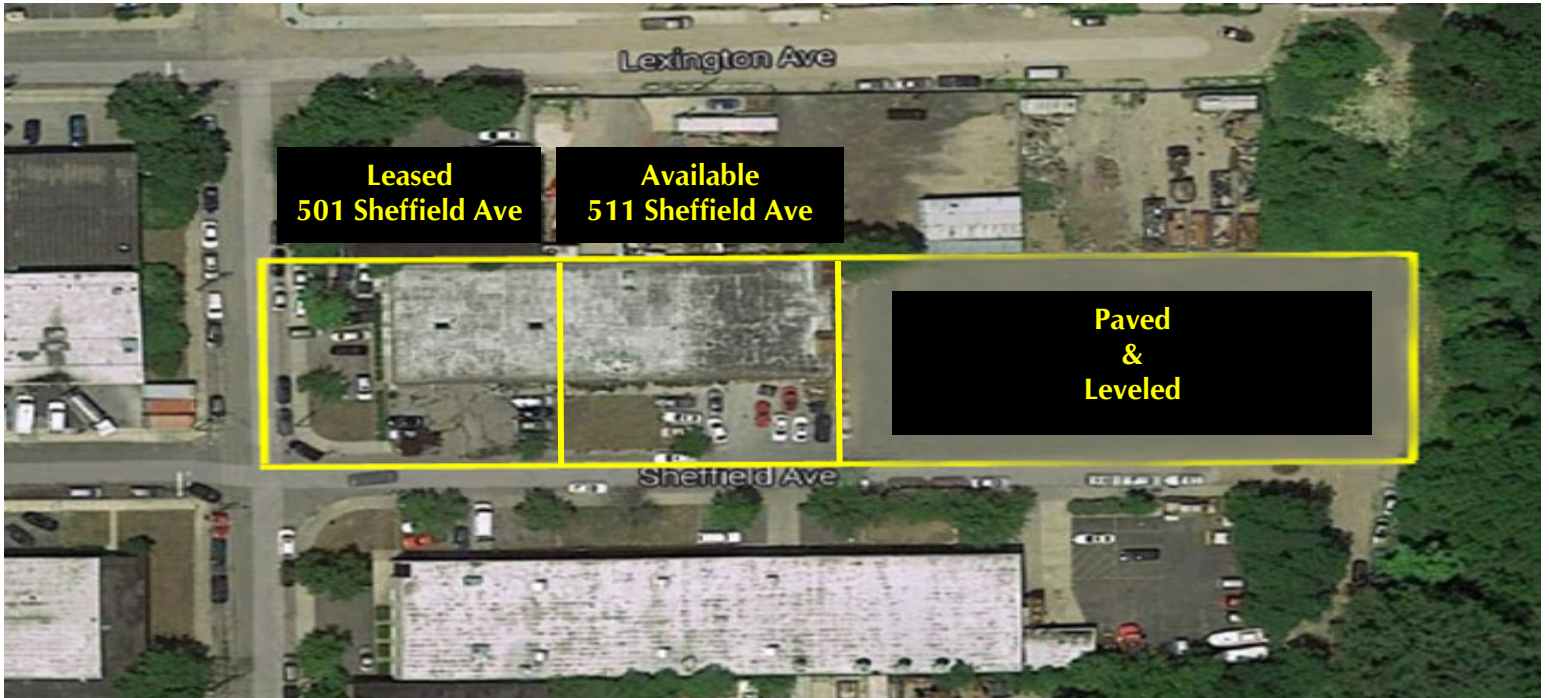 Lexington Ave
Leased
501 Sheffield Ave
Available
511 Sheffield Ave
Paved
&
Leveled
Sheffield Ave